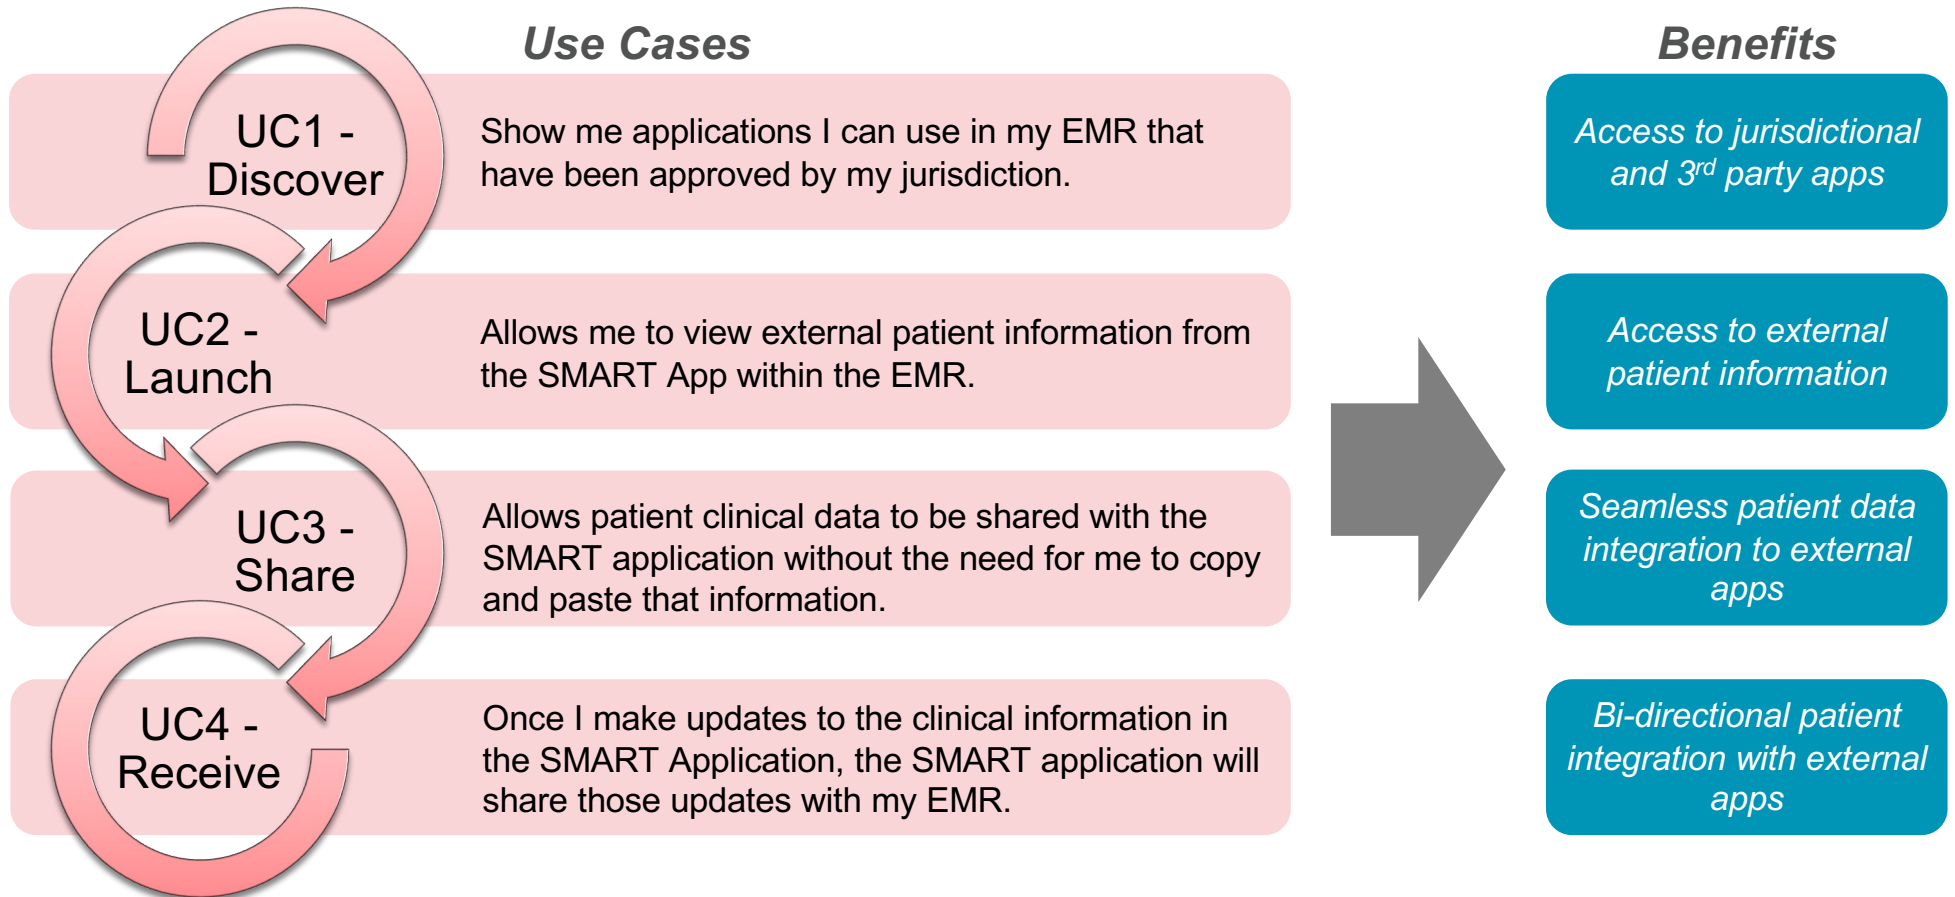 Use Cases
Benefits
UC1 -
Discover
Show me applications I can use in my EMR that
have been approved by my jurisdiction.
Access to jurisdictional
and 3rd party apps
UC2 -
Launch
Allows me to view external patient information from
the SMART App within the EMR.
Access to external
patient information
UC3 -
Share
Allows patient clinical data to be shared with the
SMART application without the need for me to copy
and paste that information.
Seamless patient data
integration to external
apps
UC4 -
Receive
Once I make updates to the clinical information in
the SMART Application, the SMART application will
share those updates with my EMR.
Bi-directional patient
integration with external
apps